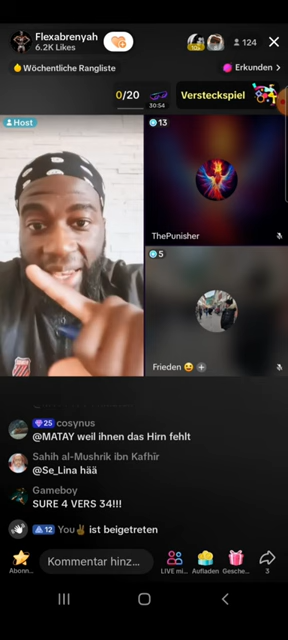 Flexabrenyah
6.2K Likes
124
Wöchentliche Rangliste
Erkunden >
0/20
30:54
Versteckspiel
Host
13
ThePunisher
5
Frieden 😉 +
25 cosynus
@MATAY weil ihnen das Hirn fehlt
Sahih al-Mushrik ibn Kafhīr
@Se_Lina hää
Gameboy
SURE 4 VERS 34!!!
12 You✌ ist beigetreten
Kommentar hinz...
Abonn...
LIVE mi...
Aufladen
Gesche...
3